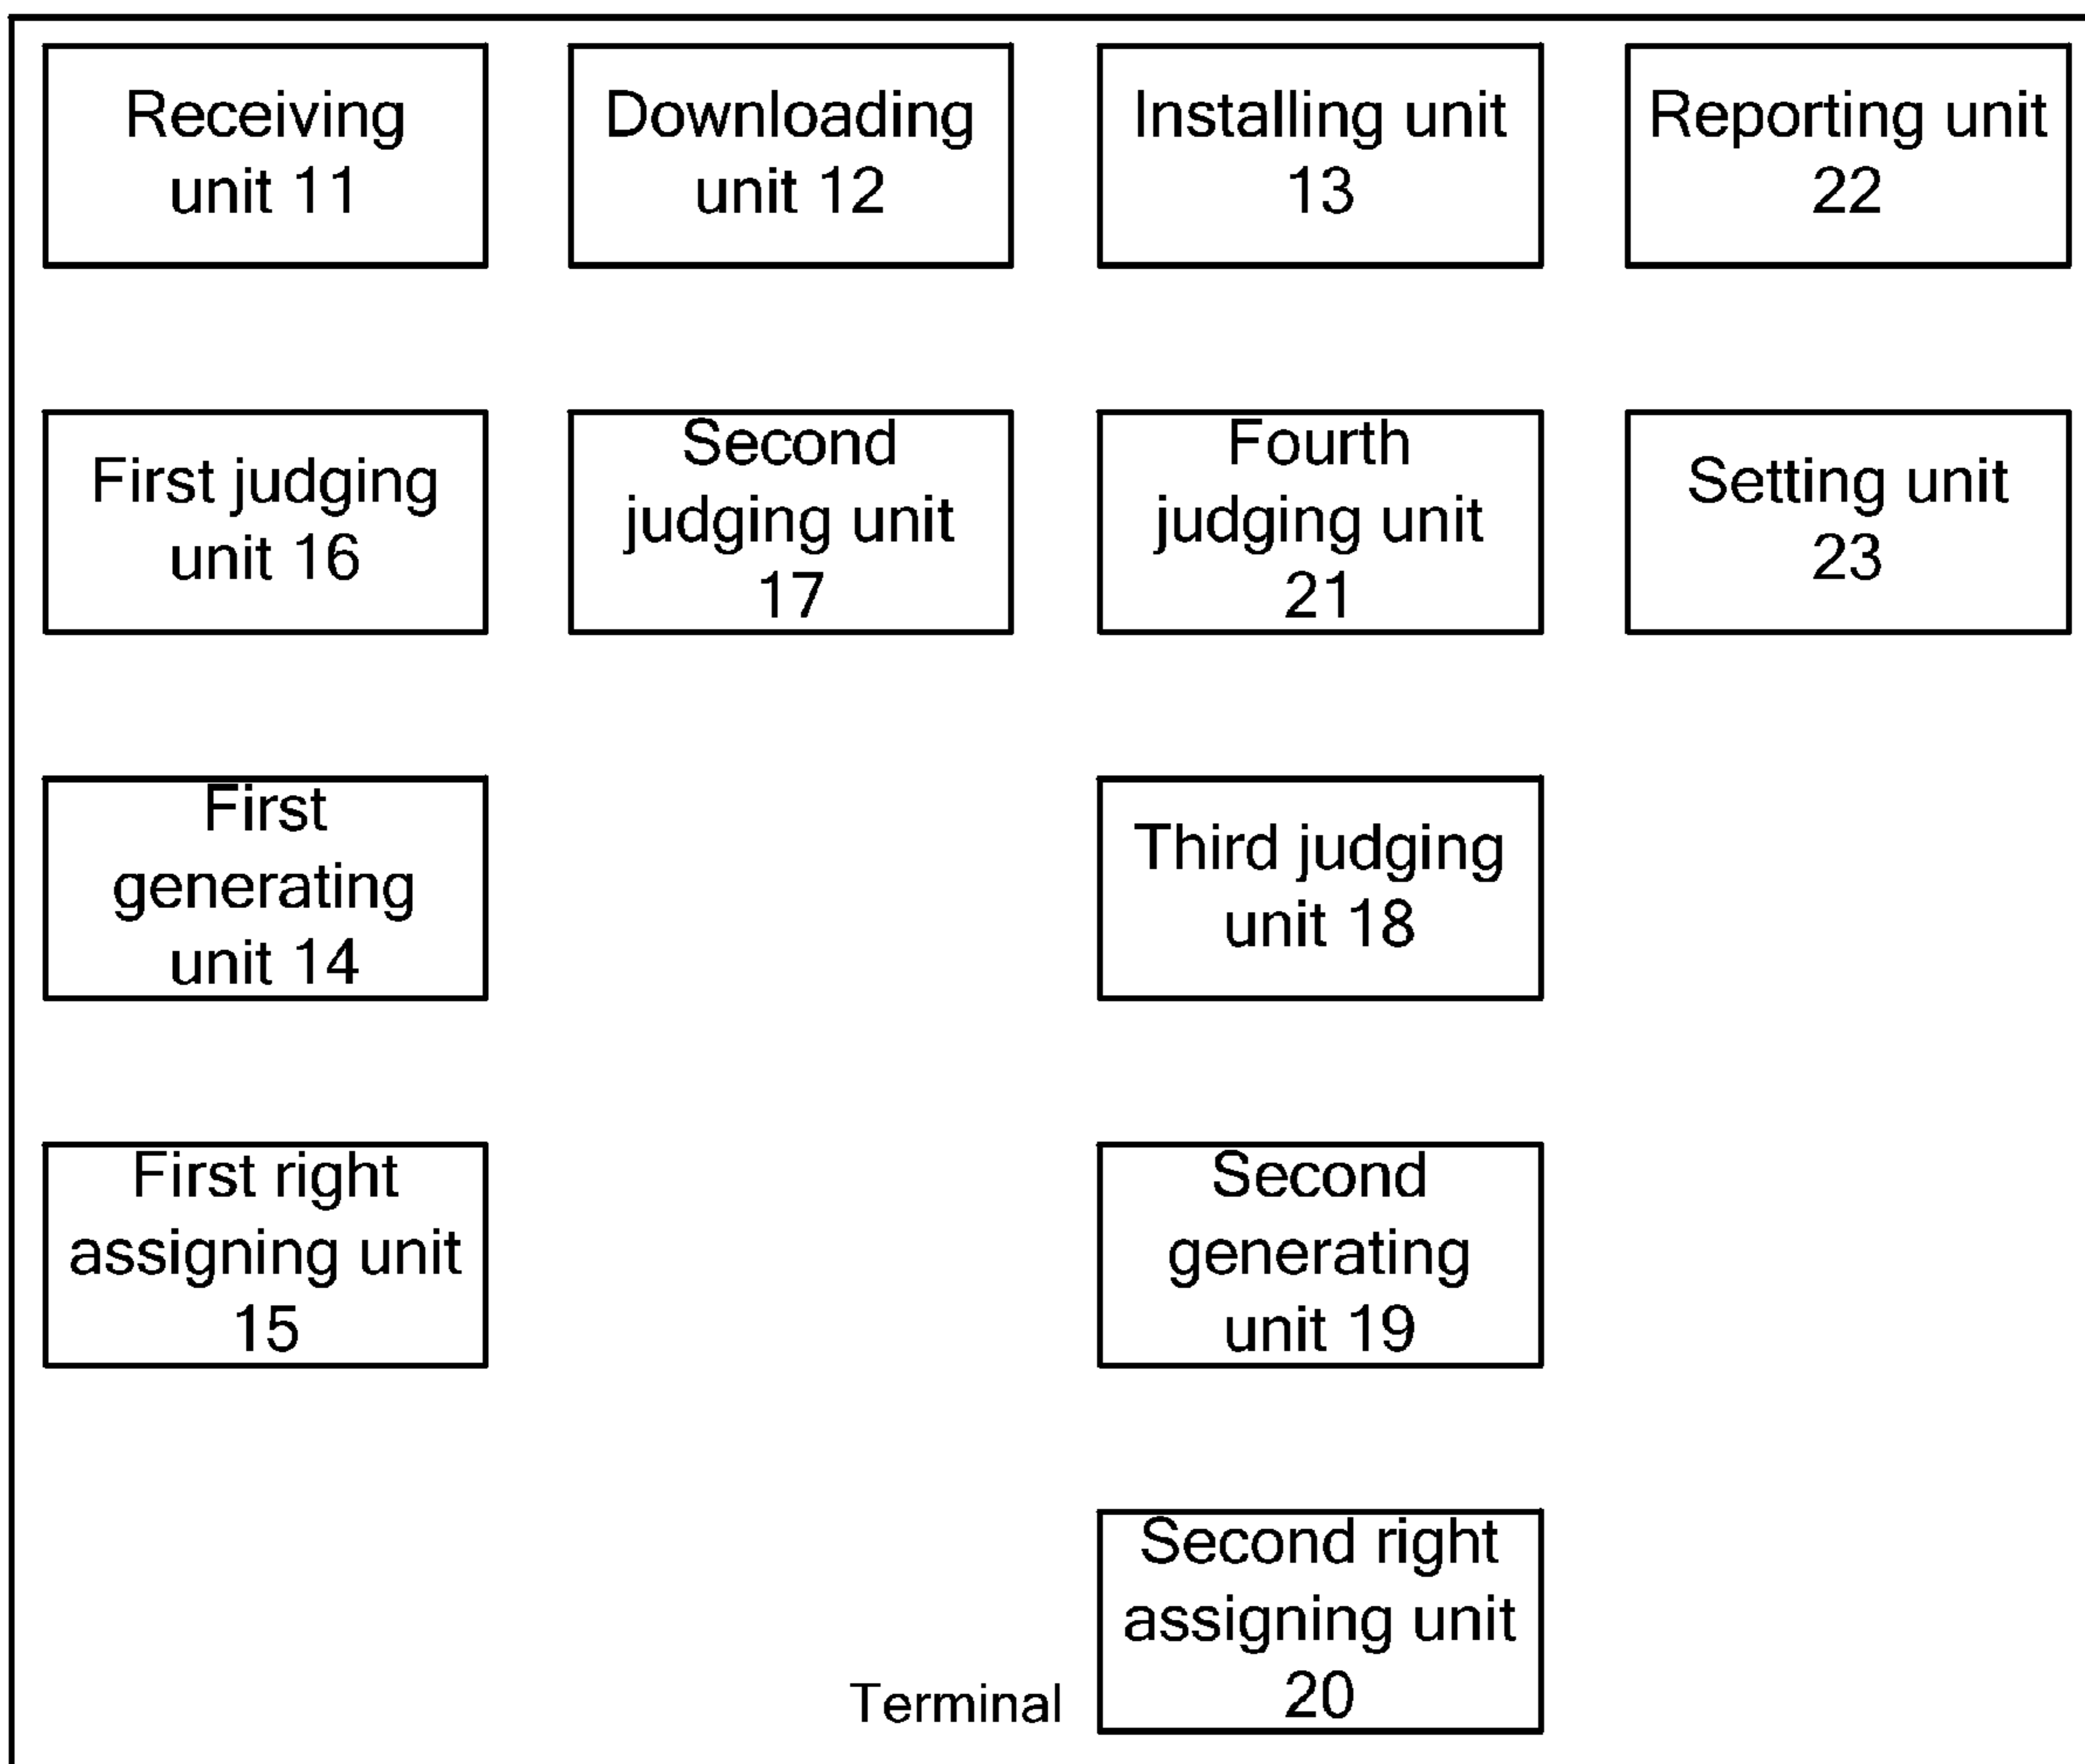 Receiving
unit 11
Downloading
unit 12
Installing unit
13
Reporting unit
22
First judging
unit 16
Second
judging unit
17
Fourth
judging unit
21
Setting unit
23
First
generating
unit 14
Third judging
unit 18
First right
assigning unit
15
Second
generating
unit 19
Second right
assigning unit
20
Terminal